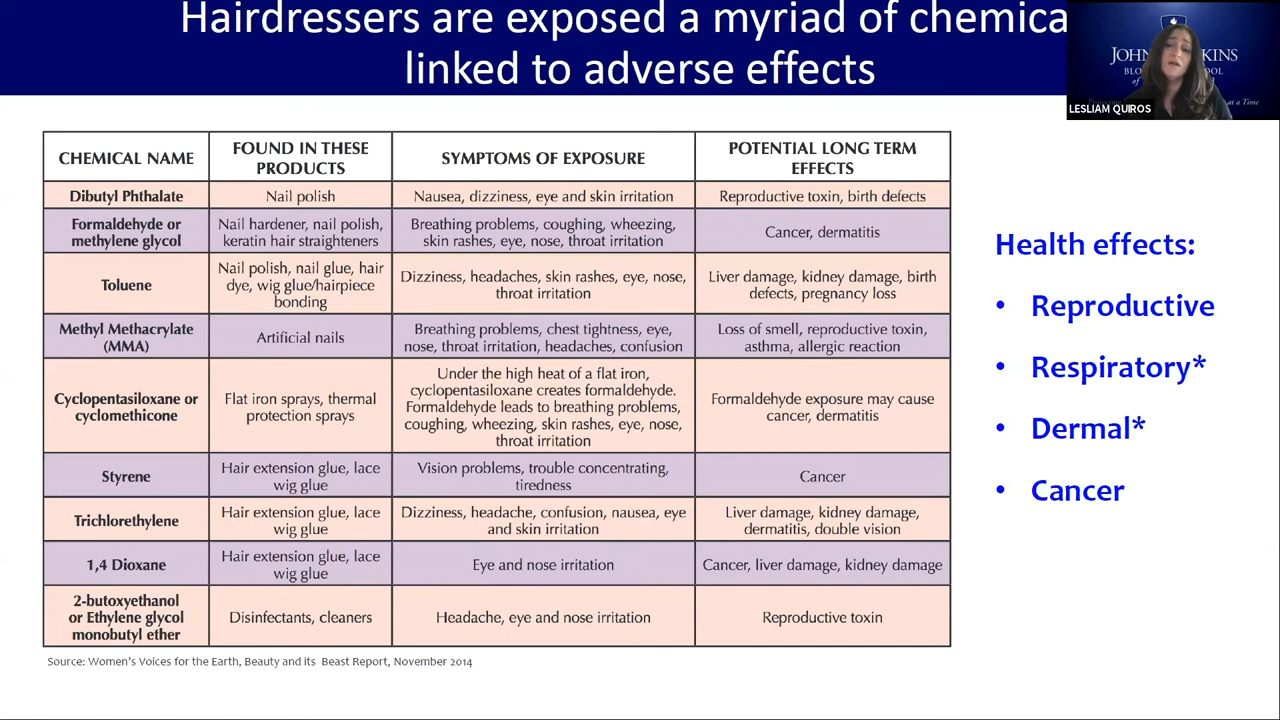 Hairdressers are exposed a myriad of chemica
linked to adverse effects
LESLIAM QUIROS
at a Time
CHEMICAL NAME
FOUND IN THESE
PRODUCTS
SYMPTOMS OF EXPOSURE
POTENTIAL LONG TERM
EFFECTS
Dibutyl Phthalate
Nail polish
Nausea, dizziness, eye and skin irritation
Reproductive toxin, birth defects
Formaldehyde or
methylene glycol
Nail hardener, nail polish,
keratin hair straighteners
Breathing problems, coughing, wheezing,
skin rashes, eye, nose, throat irritation
Cancer, dermatitis
Toluene
Nail polish, nail glue, hair
dye, wig glue/hairpiece
bonding
Dizziness, headaches, skin rashes, eye, nose,
throat irritation
Liver damage, kidney damage, birth
defects, pregnancy loss
Methyl Methacrylate
(MMA)
Artificial nails
Breathing problems, chest tightness, eye,
nose, throat irritation, headaches, confusion
Loss of smell, reproductive toxin,
asthma, allergic reaction
Cyclopentasiloxane or
cyclomethicone
Flat iron sprays, thermal
protection sprays
Under the high heat of a flat iron,
cyclopentasiloxane creates formaldehyde.
Formaldehyde leads to breathing problems,
coughing, wheezing, skin rashes, eye, nose,
throat irritation
Formaldehyde exposure may cause
cancer, dermatitis
Styrene
Hair extension glue, lace
wig glue
Vision problems, trouble concentrating,
tiredness
Cancer
Trichlorethylene
Hair extension glue, lace
wig glue
Dizziness, headache, confusion, nausea, eye
and skin irritation
Liver damage, kidney damage,
dermatitis, double vision
1,4 Dioxane
Hair extension glue, lace
wig glue
Eye and nose irritation
Cancer, liver damage, kidney damage
2-butoxyethanol
or Ethylene glycol
monobutyl ether
Disinfectants, cleaners
Headache, eye and nose irritation
Reproductive toxin
Source: Women's Voices for the Earth, Beauty and its Beast Report, November 2014
Health effects:
• Reproductive
• Respiratory*
• Dermal*
• Cancer